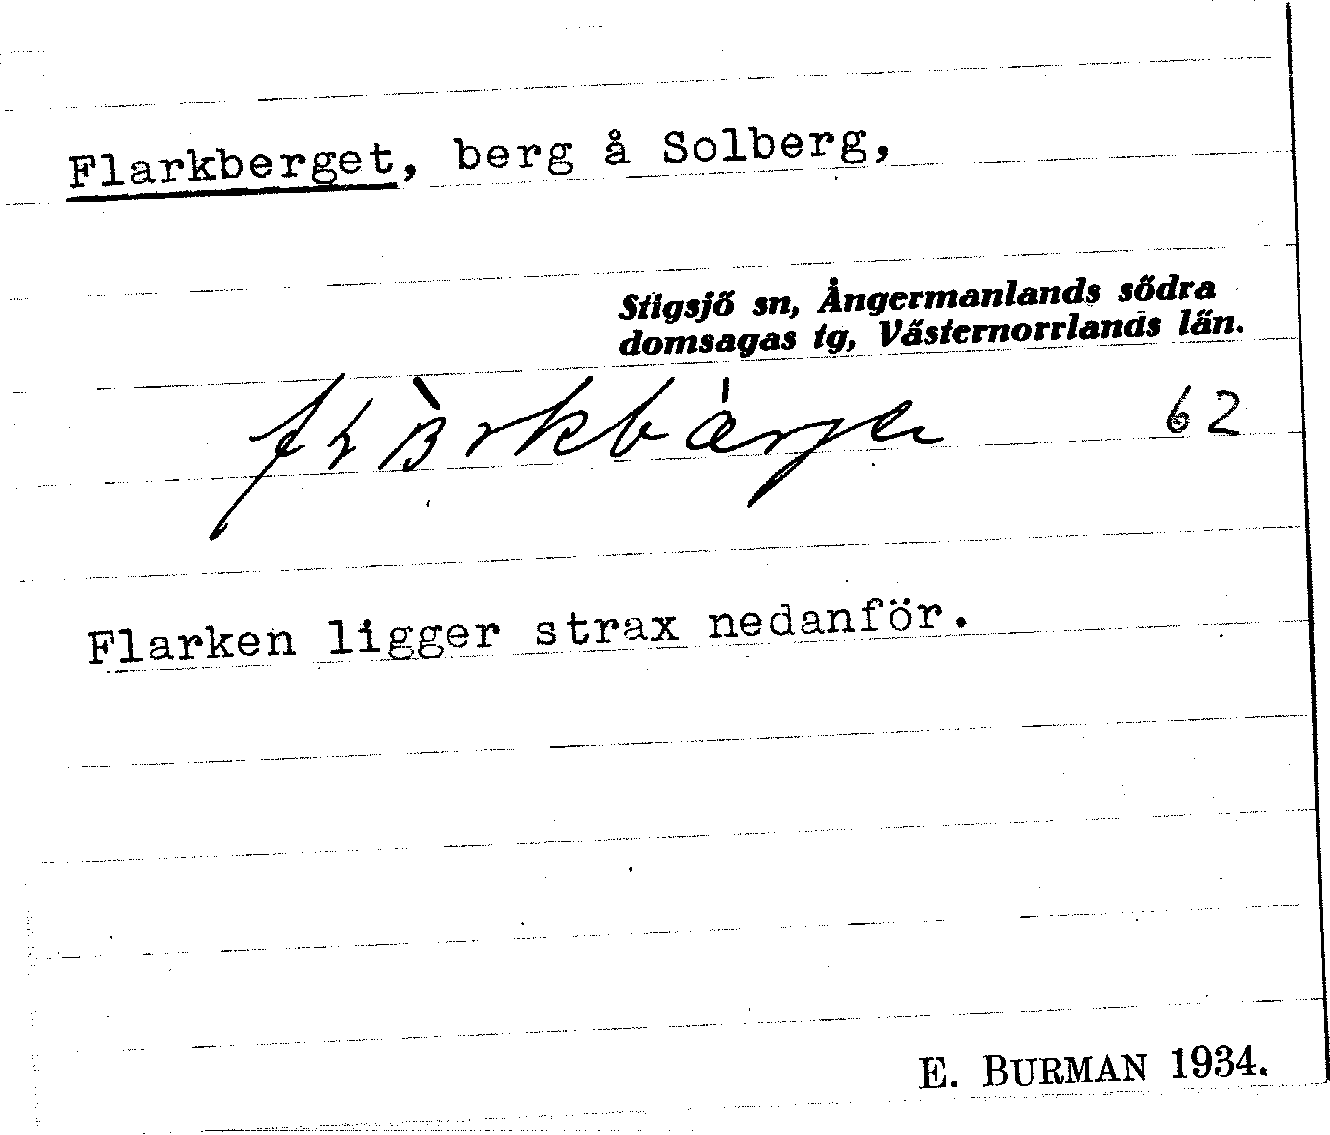 Flarkberget, berg å Solberg,
Stigsjö sn, Ångermanlands södra
domsagas tg, Västernorrlands län.
62
Flarken ligger strax nedanför.
E. BURMAN 1934.